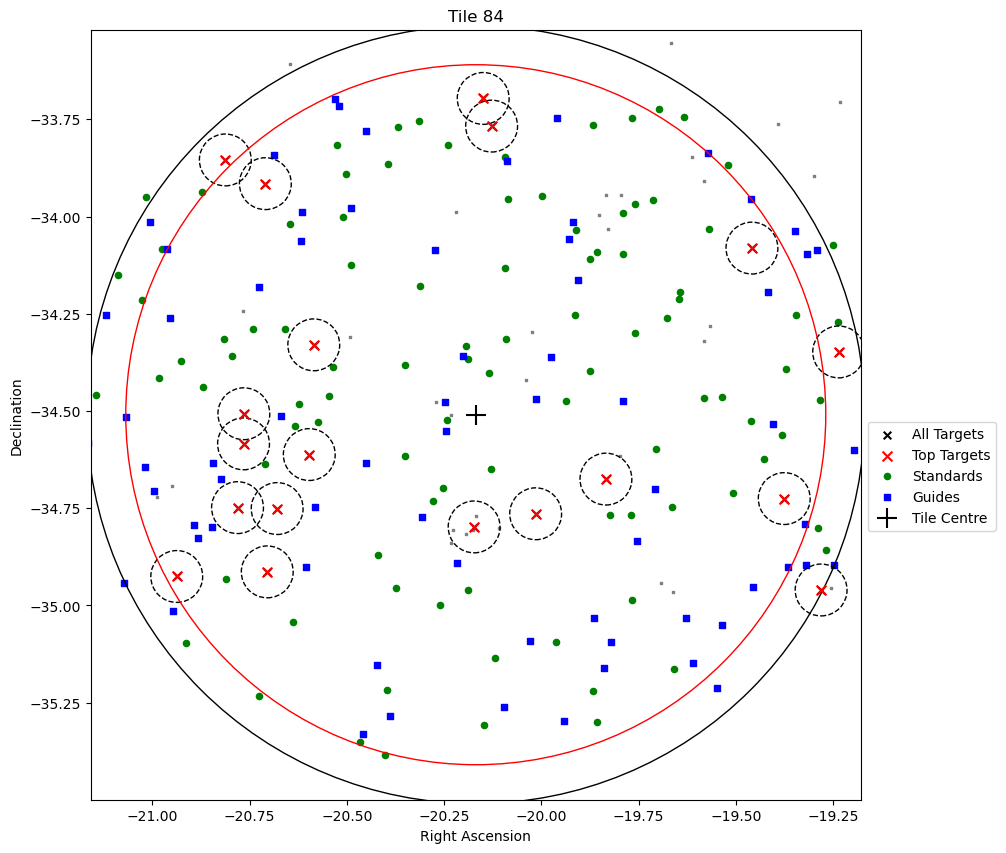 Tile 84
Declination
−33.75
−34.00
−34.25
−34.50
−34.75
−35.00
−35.25
−21.00
−20.75
−20.50
−20.25
−20.00
−19.75
−19.50
−19.25
Right Ascension
All Targets
Top Targets
Standards
Guides
Tile Centre